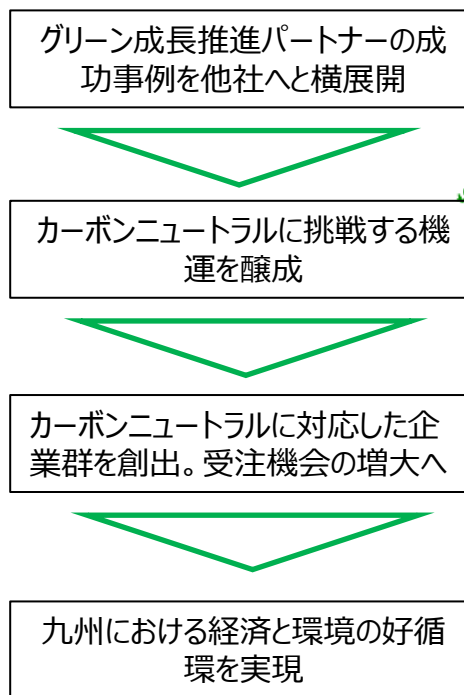 グリーン成長推進パートナーの成
功事例を他社へと横展開
カーボンニュートラルに挑戦する機
運を醸成
カーボンニュートラルに対応した企
業群を創出。受注機会の増大へ
九州における経済と環境の好循
環を実現